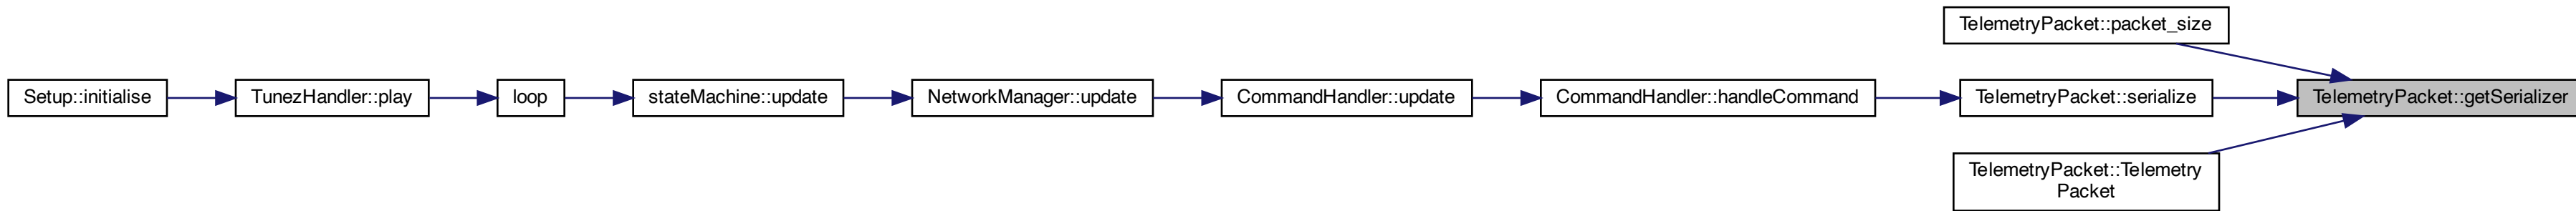 TelemetryPacket::packet_size
Setup::initialise
TunezHandler::play
loop
stateMachine::update
NetworkManager::update
CommandHandler::update
CommandHandler::handleCommand
TelemetryPacket::serialize
TelemetryPacket::getSerializer
TelemetryPacket::Telemetry
Packet